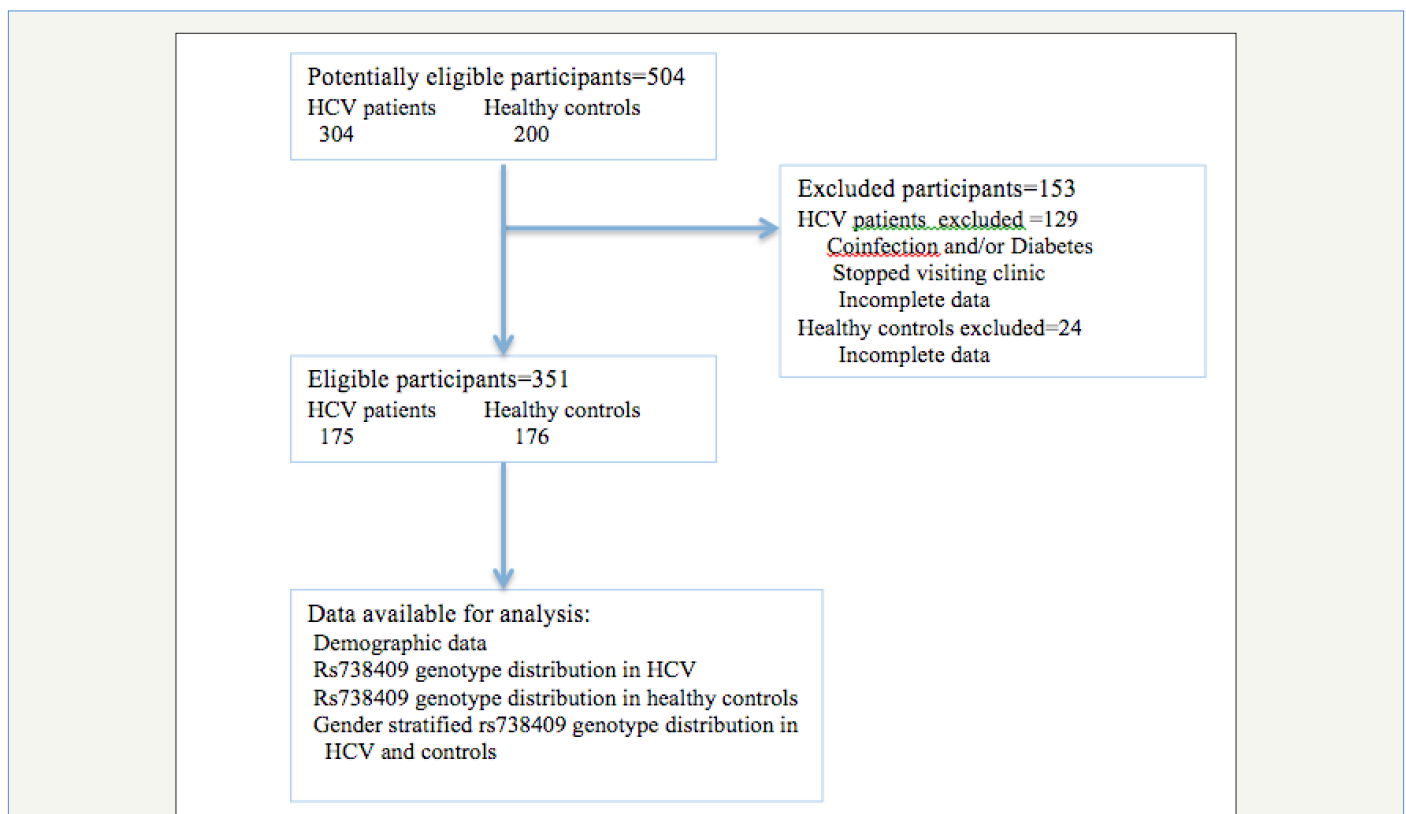 Potentially eligible participants=504
HCV patients Healthy controls
304 200
Excluded participants=153
HCV patients excluded =129
Coinfection and/or Diabetes
Stopped visiting clinic
Incomplete data
Healthy controls excluded=24
Incomplete data
Eligible participants=351
HCV patients Healthy controls
175 176
Data available for analysis:
Demographic data
Rs738409 genotype distribution in HCV
Rs738409 genotype distribution in healthy controls
Gender stratified rs738409 genotype distribution in
HCV and controls